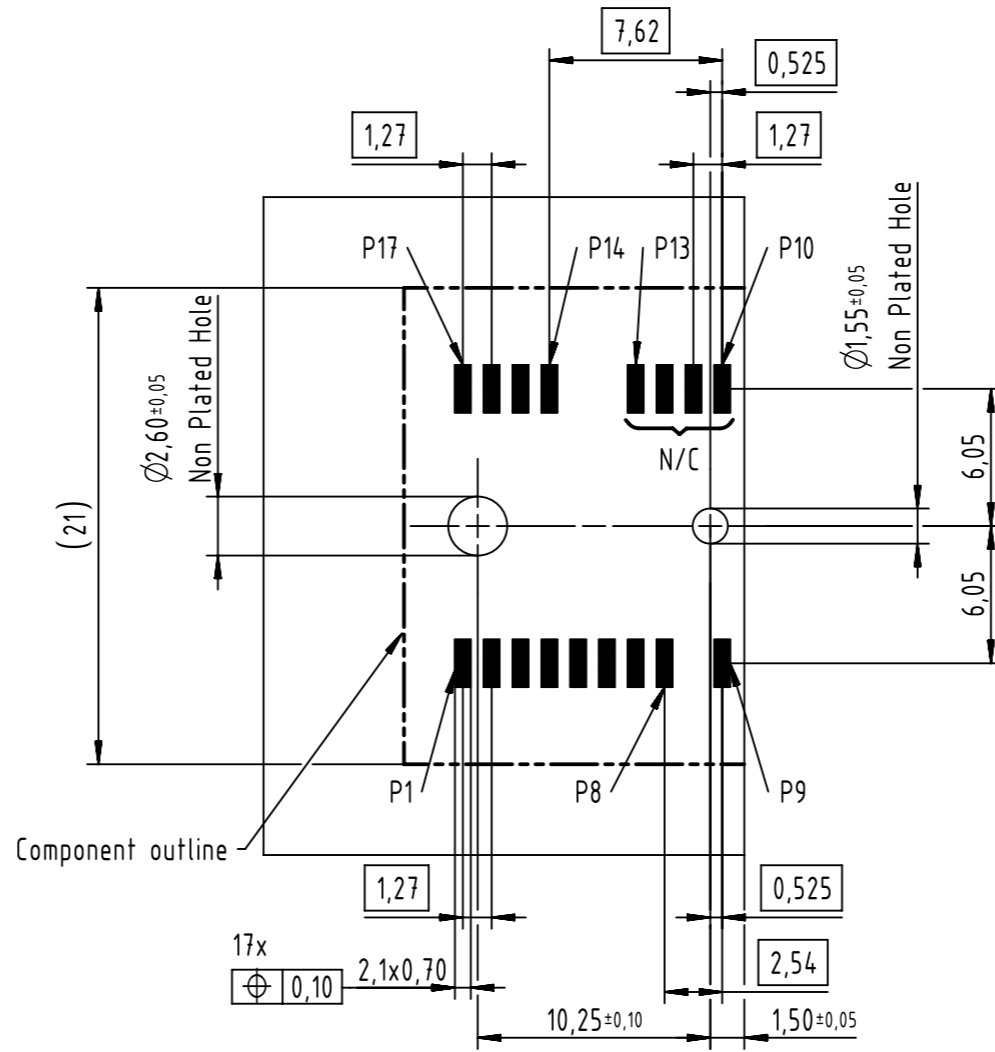 7,62
0,525
1,27
1,27
P17
P14
P13
P10
Non Plated Hole
Ø1,55±0,05
Ø2,60±0,05
Non Plated Hole
N/C
6,05
(21)
6,05
P1
P8
P9
Component outline
1,27
0,525
17x
0,10
2,1x0,70
2,54
10,25±0,10
1,50±0,05